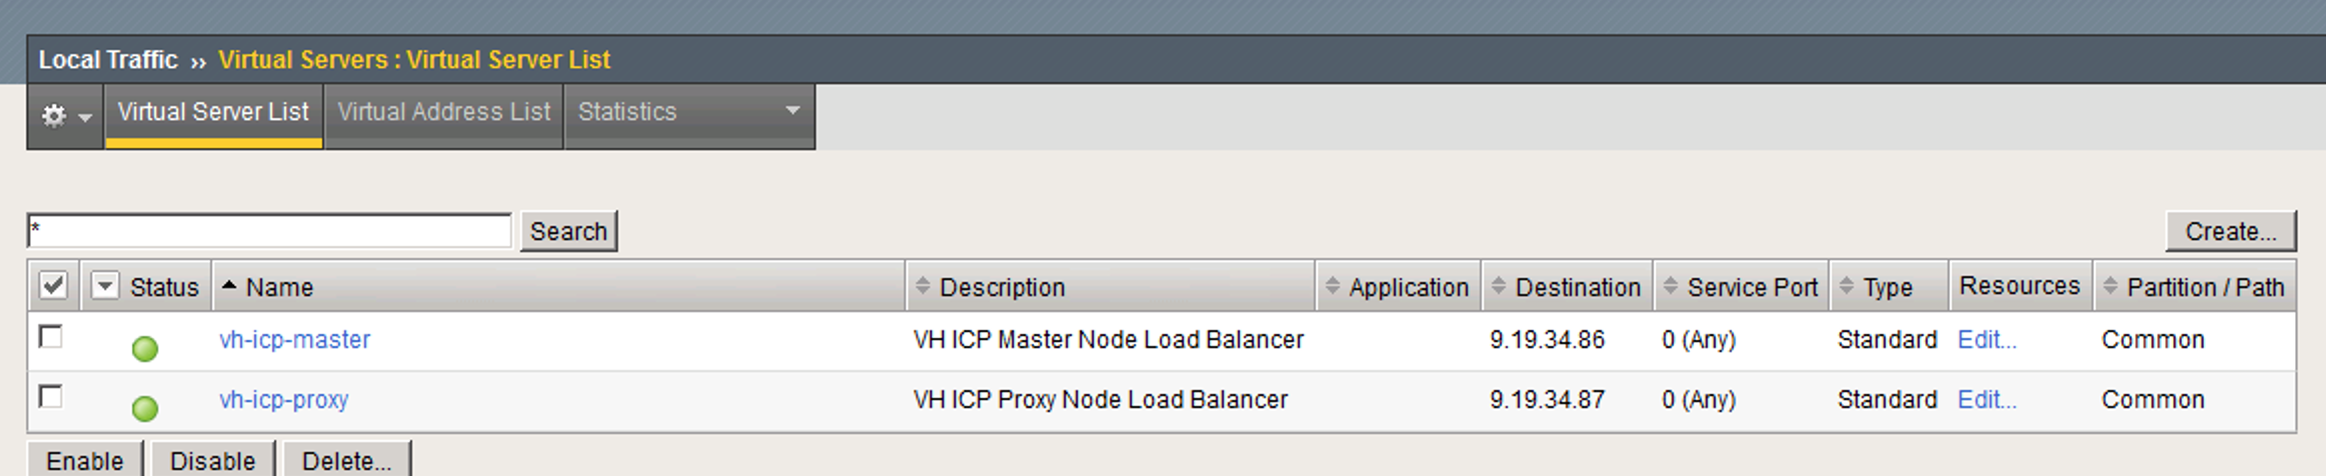 Local Traffic ›› Virtual Servers : Virtual Server List
Virtual Server List Virtual Address List Statistics
* Search Create...
Status Name Description Application Destination Service Port Type Resources Partition / Path
vh-icp-master VH ICP Master Node Load Balancer 9.19.34.86 0 (Any) Standard Edit... Common
vh-icp-proxy VH ICP Proxy Node Load Balancer 9.19.34.87 0 (Any) Standard Edit... Common
Enable Disable Delete...